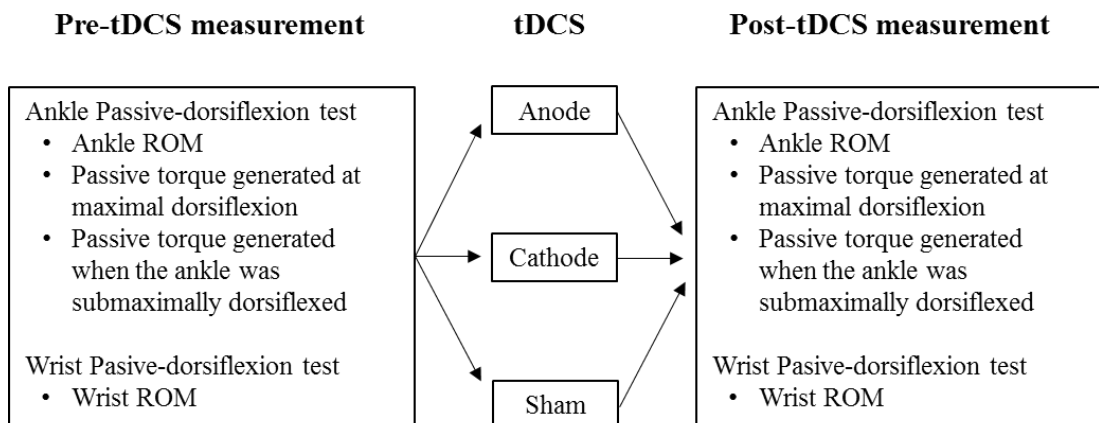 Pre-tDCS measurement
tDCS
Post-tDCS measurement
Ankle Passive-dorsiflexion test
• Ankle ROM
• Passive torque generated at
maximal dorsiflexion
• Passive torque generated
when the ankle was
submaximally dorsiflexed
Wrist Pasive-dorsiflexion test
• Wrist ROM
Anode
Cathode
Sham
Ankle Passive-dorsiflexion test
• Ankle ROM
• Passive torque generated at
maximal dorsiflexion
• Passive torque generated
when the ankle was
submaximally dorsiflexed
Wrist Pasive-dorsiflexion test
• Wrist ROM